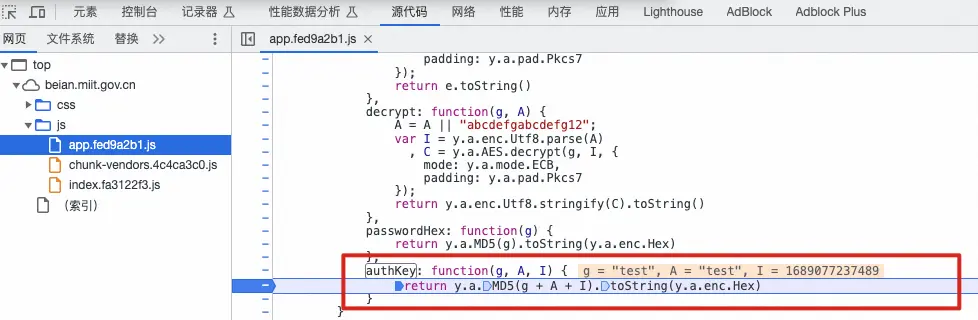 元素 控制台 记录器 性能数据分析 源代码 网络 性能 内存 应用 Lighthouse AdBlock Adblock Plus
网页 文件系统 替换
app.fed9a2b1.js
top
beian.miit.gov.cn
css
js
app.fed9a2b1.js
chunk-vendors.4c4ca3c0.js
index.fa3122f3.js
（索引）
padding: y.a.pad.Pkcs7
});
return e.toString()
},
decrypt: function(g, A) {
A = A || "abcdefgabcdefg12";
var I = y.a.enc.Utf8.parse(A)
, C = y.a.AES.decrypt(g, I, {
mode: y.a.mode.ECB,
padding: y.a.pad.Pkcs7
});
return y.a.enc.Utf8.stringify(C).toString()
},
passwordHex: function(g) {
return y.a.MD5(g).toString(y.a.enc.Hex)
},
authKey: function(g, A, I) { g = "test", A = "test", I = 1689077237489
return y.a.MD5(g + A + I).toString(y.a.enc.Hex)
}
}